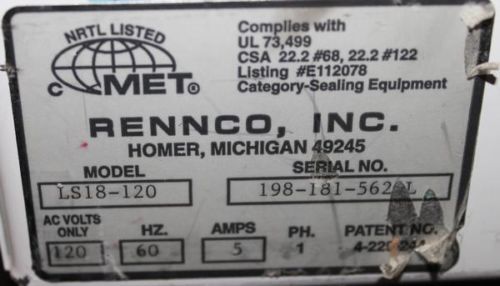 NRTL LISTED
C MET®
Complies with
UL 73,499
CSA 22.2 #68, 22.2 #122
Listing #E112078
Category-Sealing Equipment
RENNCO, INC.
HOMER, MICHIGAN 49245
MODEL SERIAL NO.
LS18-120
AC VOLTS
ONLY HZ. AMPS PH. PATENT NO.
120 60 5 1